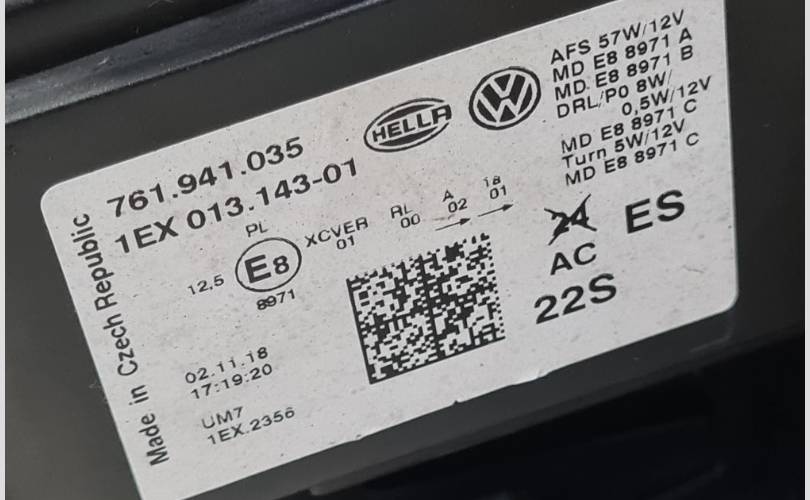 Made in Czech Republic
761.941.035
1EX 013.143-01
HELLA
AFS 57W/12V
MD E8 8971 A
MD E8 8971 B
DRL/P0 8W/
0,5W/12V
MD E8 8971 C
Turn 5W/12V
MD E8 8971 C
PL
12,5
E8
8971
XCVER
01
RL
00
A
02
1a
01
24
AC
22S
ES
02.11.18
17:19:20
UM7
1EX.2356